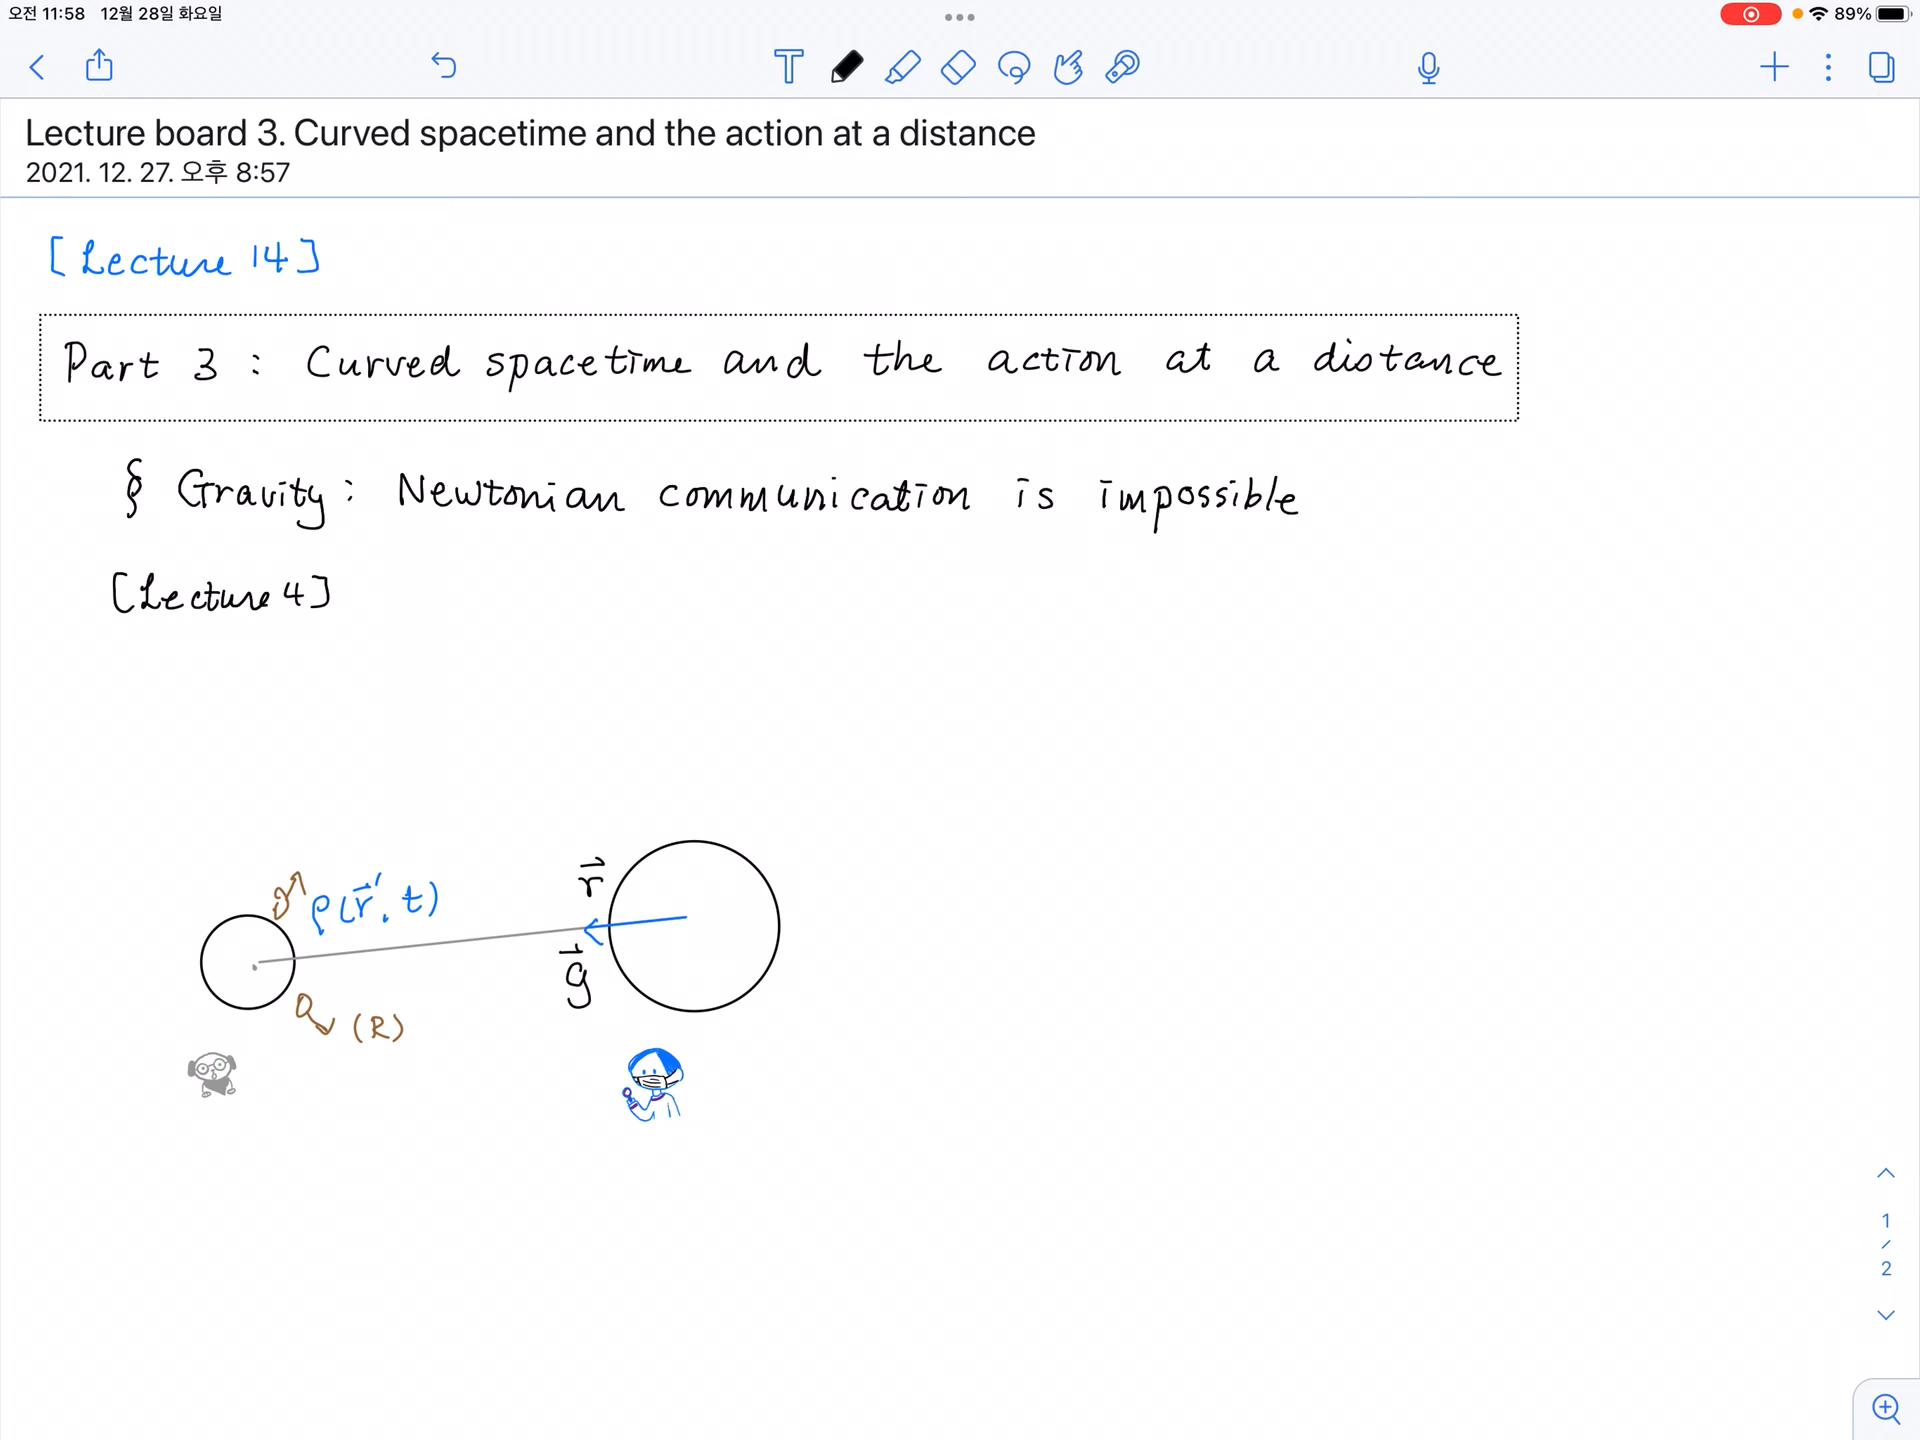 오전 11:58 12월 28일 화요일
89%
Lecture board 3. Curved spacetime and the action at a distance
2021. 12. 27. 오후 8:57
[Lecture 14]
Part 3 : Curved spacetime and the action at a distance
§ Gravity: Newtonian communication is impossible
[Lecture 4]
ρ(r⃗′, t)
r⃗
g⃗
(R)
1
/
2